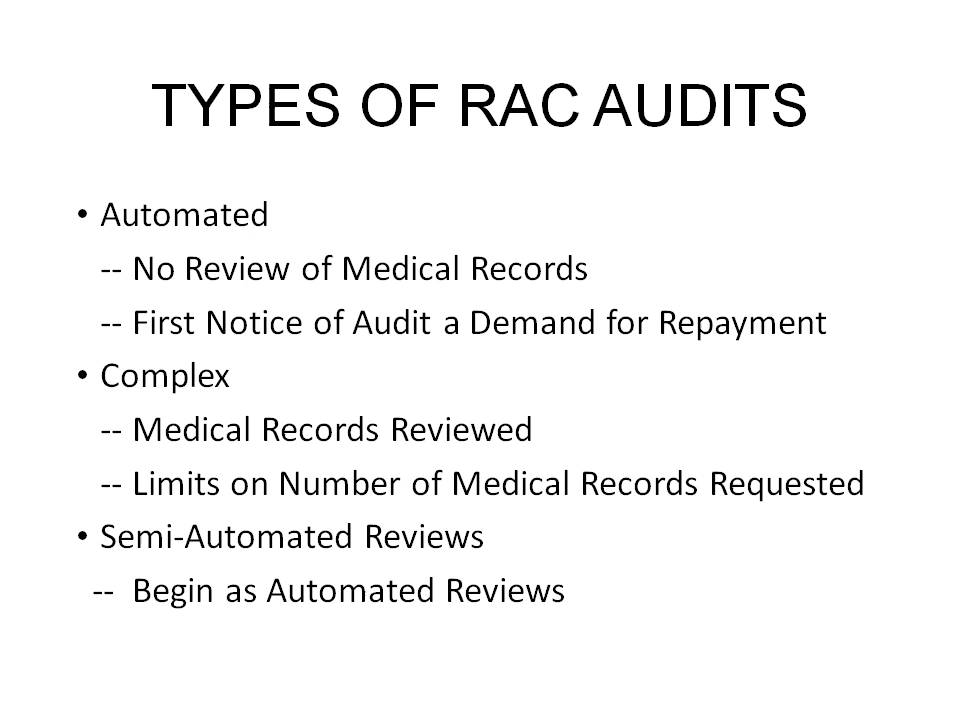 TYPES OF RAC AUDITS
• Automated
-- No Review of Medical Records
-- First Notice of Audit a Demand for Repayment
• Complex
-- Medical Records Reviewed
-- Limits on Number of Medical Records Requested
• Semi-Automated Reviews
-- Begin as Automated Reviews